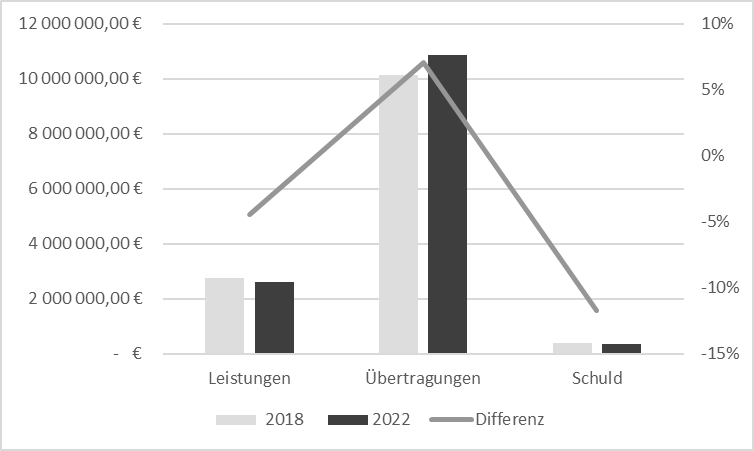 12 000 000,00 € 10%
10 000 000,00 € 5%
8 000 000,00 € 0%
6 000 000,00 € -5%
4 000 000,00 € -10%
2 000 000,00 € -15%
- €
Leistungen Übertragungen Schuld
2018 2022 Differenz